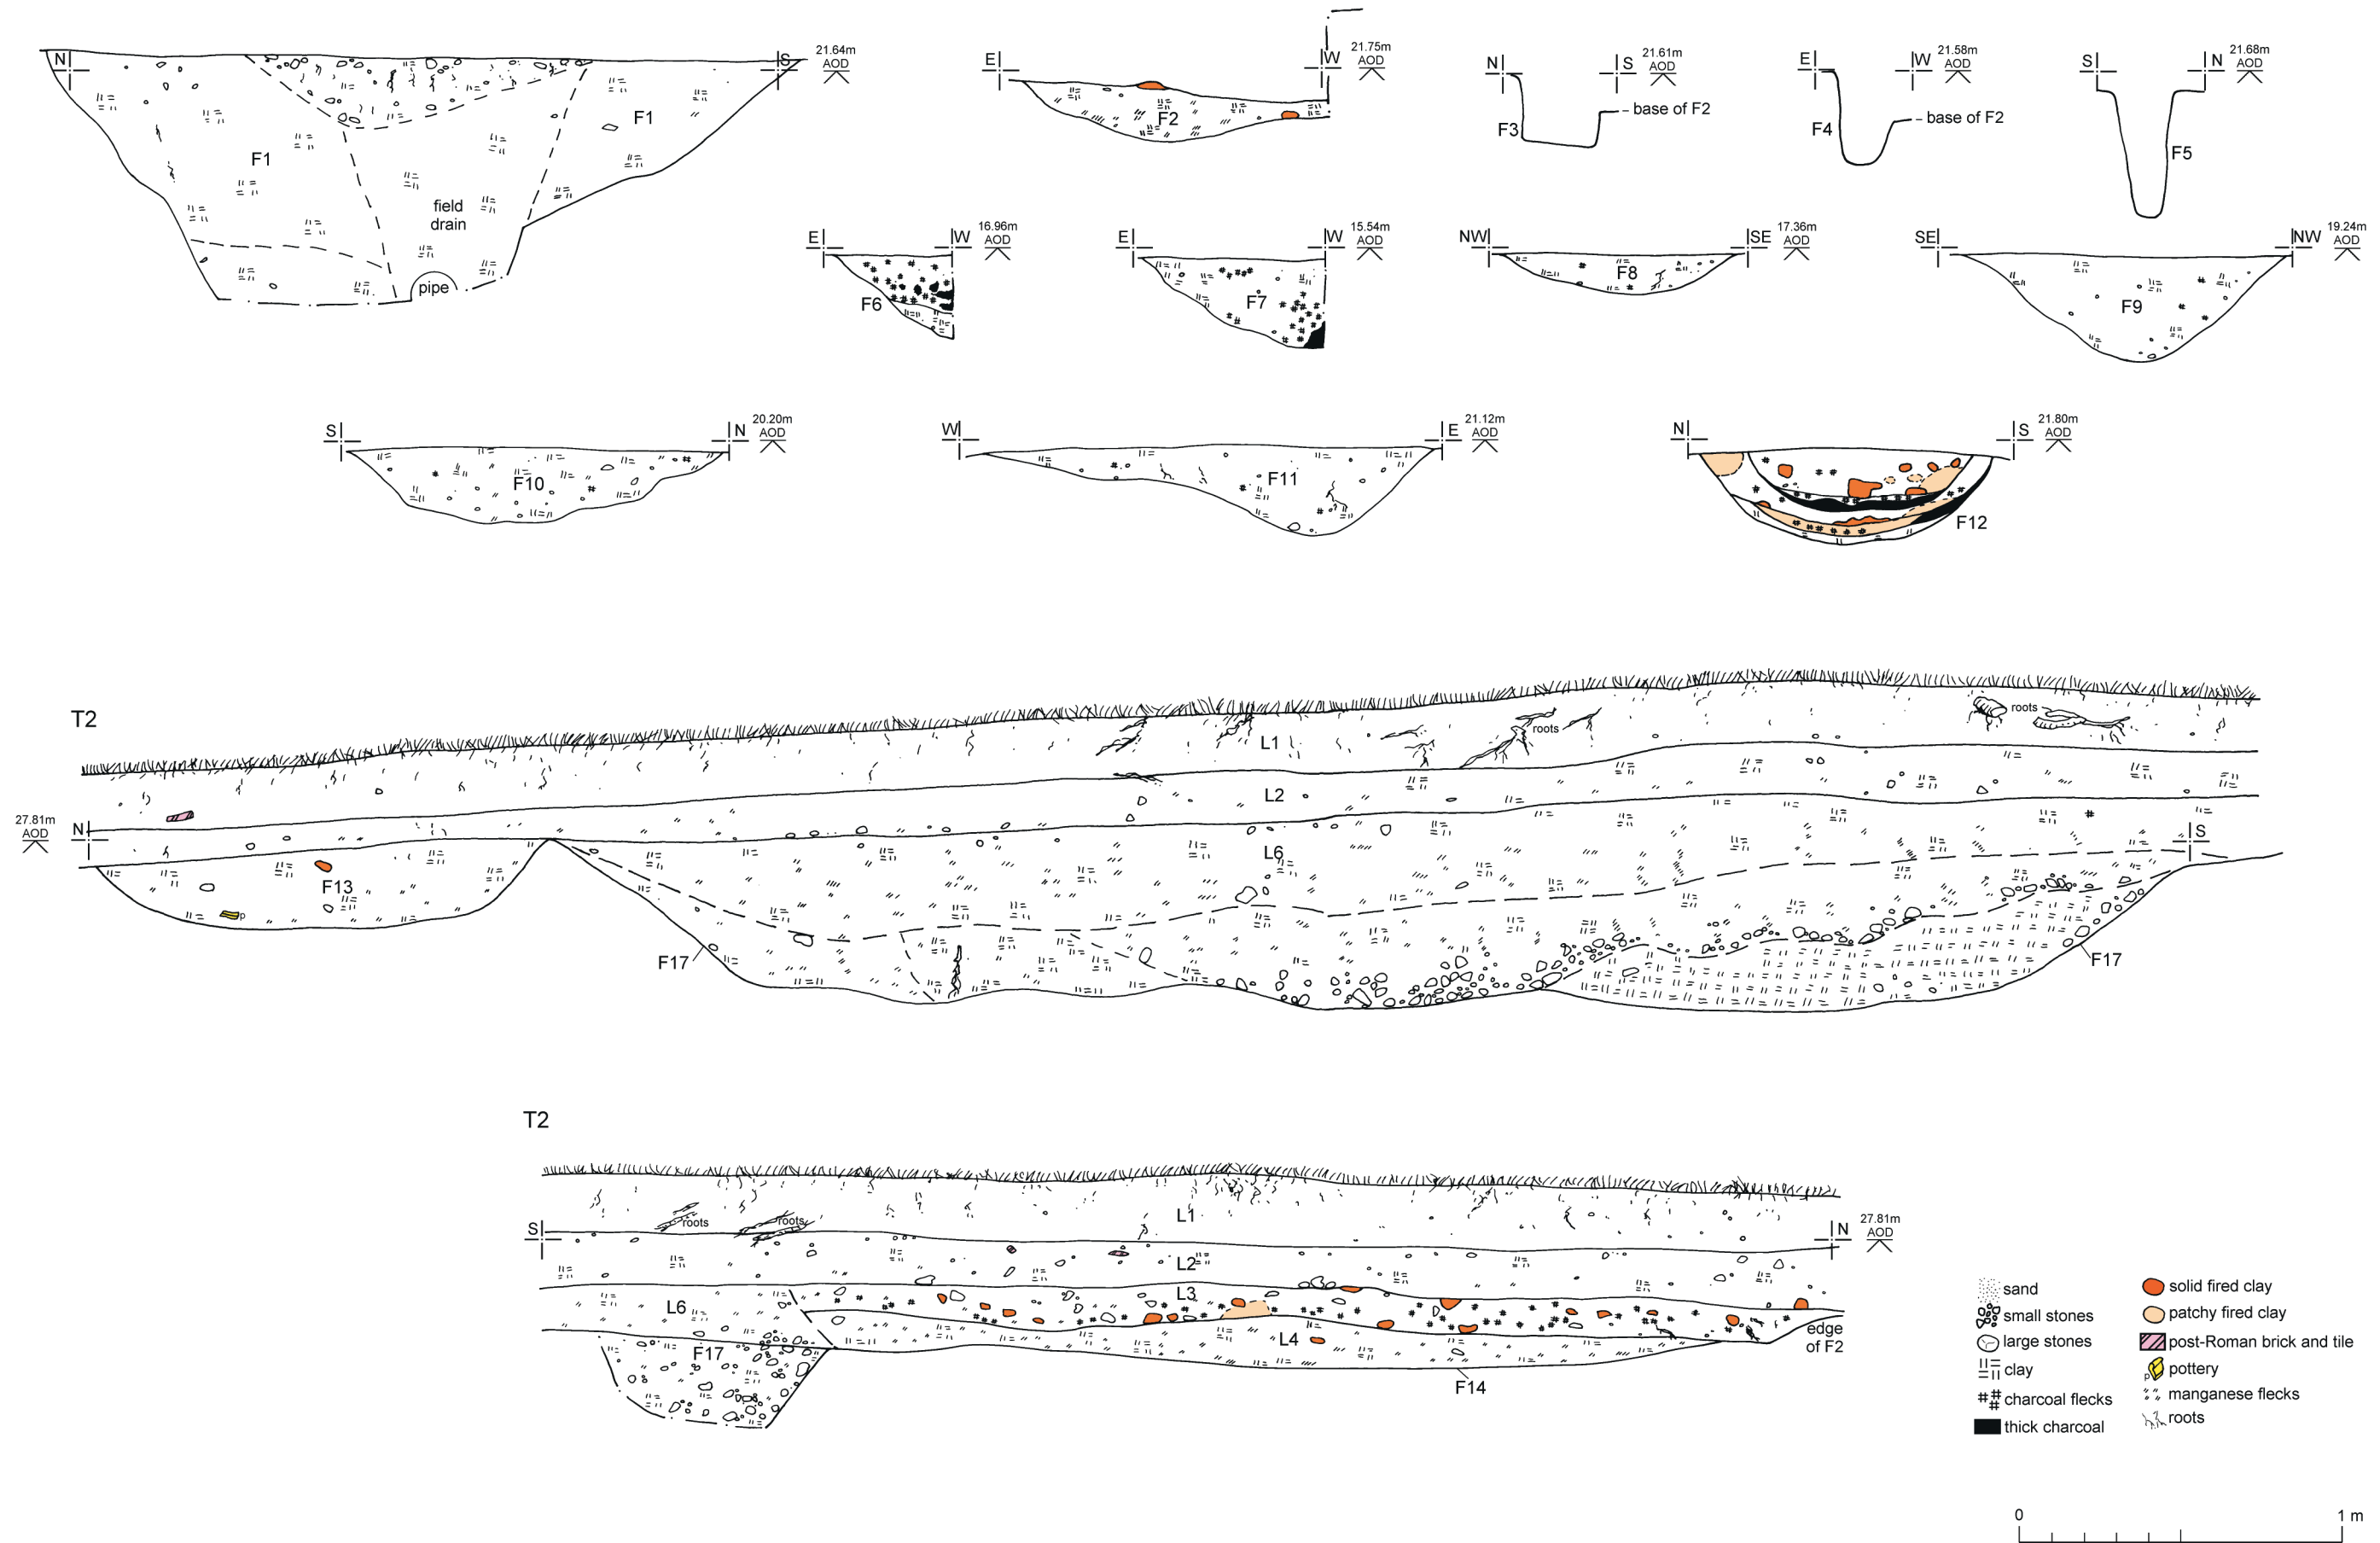 N
S
21.64m
AOD
F1
F1
field
drain
pipe
E
W
21.75m
AOD
F2
N
S
21.61m
AOD
F3
base of F2
E
W
21.58m
AOD
F4
base of F2
S
N
21.68m
AOD
F5
E
W
16.96m
AOD
F6
E
W
15.54m
AOD
F7
NW
SE
17.36m
AOD
F8
SE
NW
19.24m
AOD
F9
S
N
20.20m
AOD
F10
W
E
21.12m
AOD
F11
N
S
21.80m
AOD
F12
T2
roots
roots
L1
L2
27.81m
AOD
N
S
L6
F13
p
F17
F17
T2
roots
roots
L1
S
N
27.81m
AOD
L2
L3
L6
L4
edge
of F2
F17
F14
sand
small stones
large stones
clay
charcoal flecks
thick charcoal
solid fired clay
patchy fired clay
post-Roman brick and tile
p
pottery
manganese flecks
roots
0
1 m